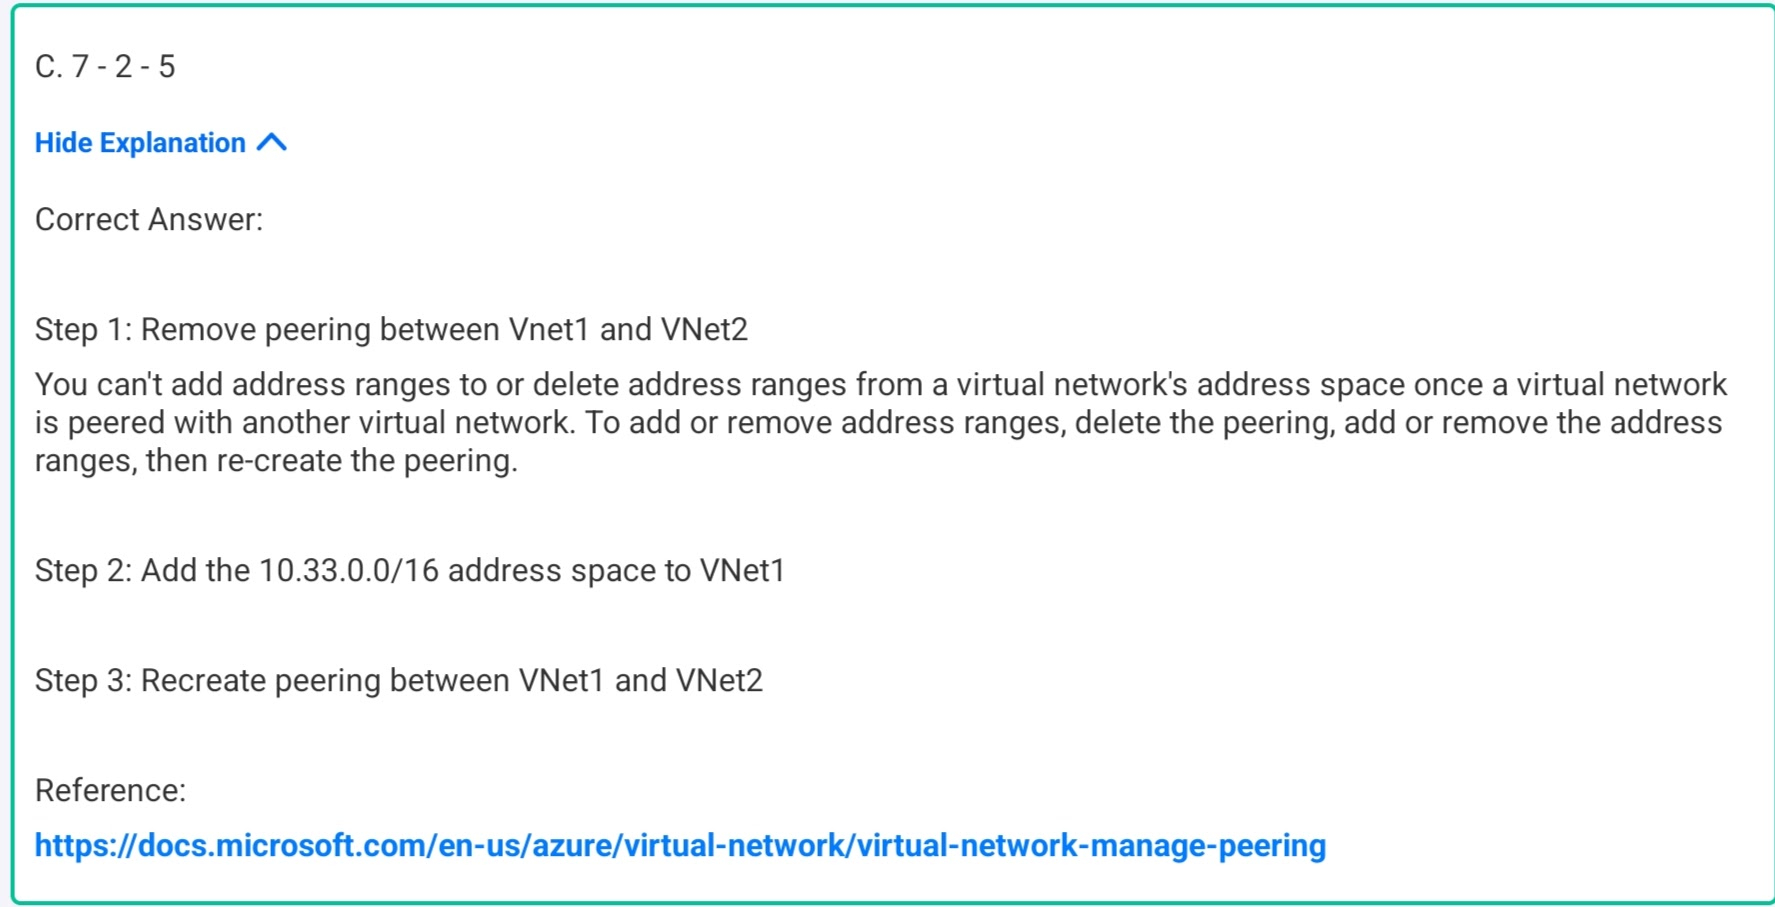 C. 7 - 2 - 5
Hide Explanation
Correct Answer:
Step 1: Remove peering between Vnet1 and VNet2
You can't add address ranges to or delete address ranges from a virtual network's address space once a virtual network
is peered with another virtual network. To add or remove address ranges, delete the peering, add or remove the address
ranges, then re-create the peering.
Step 2: Add the 10.33.0.0/16 address space to VNet1
Step 3: Recreate peering between VNet1 and VNet2
Reference:
https://docs.microsoft.com/en-us/azure/virtual-network/virtual-network-manage-peering